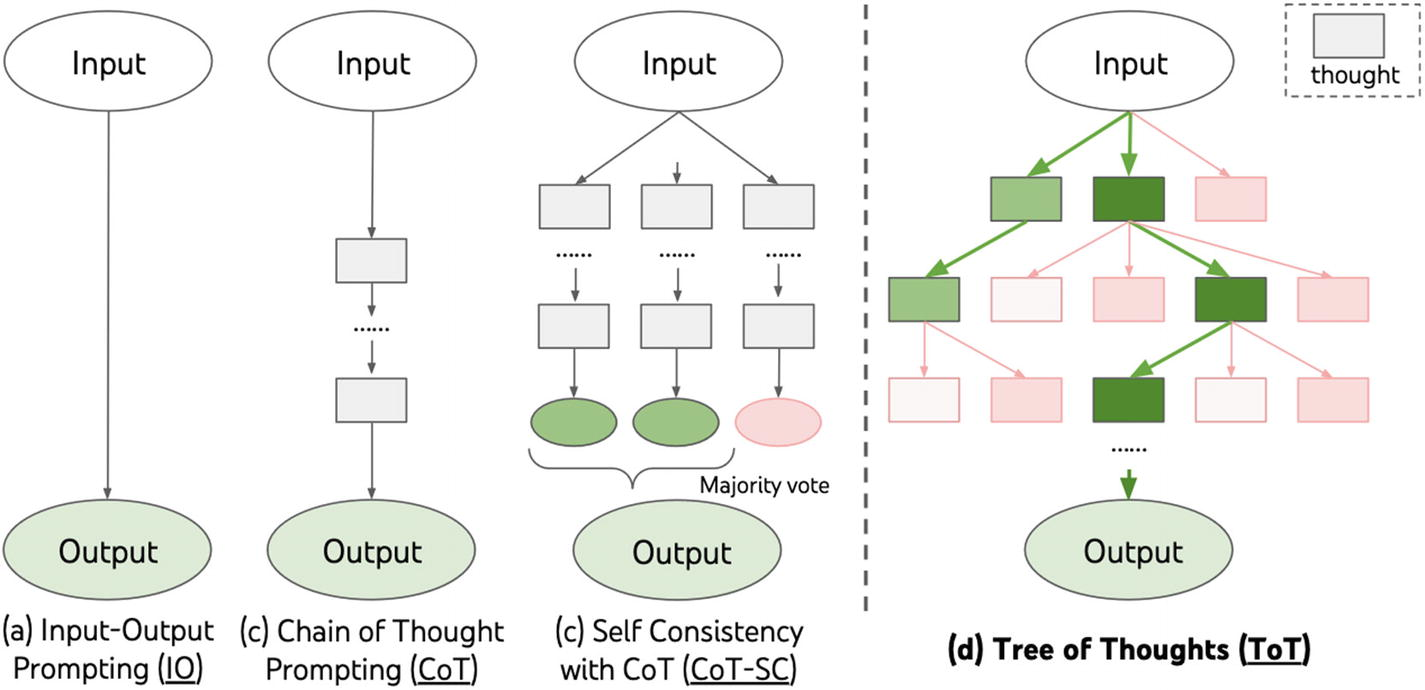 Input
Input
Input
Input
thought
......
......
......
......
......
Majority vote
Output
Output
Output
Output
(a) Input-Output
Prompting (IO)
(c) Chain of Thought
Prompting (CoT)
(c) Self Consistency
with CoT (CoT-SC)
(d) Tree of Thoughts (ToT)